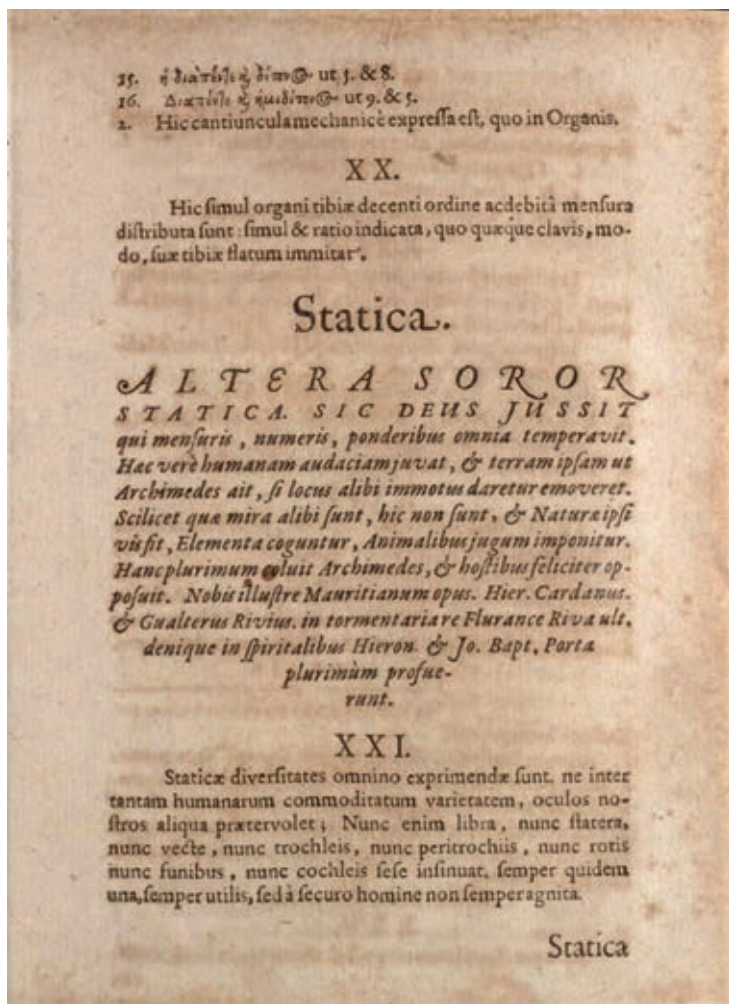 15. ἡ διαπέντε καὶ δίτονος ut 5. & 8.
16. Διαπέντε καὶ ἡμιδίτονος ut 9. & 5.
2. Hic cantiuncula mechanicè expressa est, quo in Organis.
XX.
Hic simul organi tibiæ decenti ordine ac debitâ mensura
distributa sunt: simul & ratio indicata, quo quæque clavis, mo-
do, suæ tibiæ flatum immitat.
Statica.
ALTERA SOROR
STATICA. SIC DEUS JUSSIT
qui mensuris, numeris, ponderibus omnia temperavit.
Hac verè humanam audaciam juvat, & terram ipsam ut
Archimedes ait, si locus alibi immotus daretur emoveret.
Scilicet quæ mira alibi sunt, hic non sunt, & Naturæ ipsi
vis fit, Elementa coguntur, Animalibus jugum imponitur.
Hanc plurimum coluit Archimedes, & hostibus feliciter op-
posuit. Nobis illustre Mauritianum opus. Hier. Cardanus.
& Gualterus Rivius. in tormentaria re Flurance Riva ult.
denique in spiritalibus Hieron. & Jo. Bapt. Porta
plurimùm profue-
runt.
XXI.
Staticæ diversitates omnino exprimendæ sunt, ne inter
tantam humanarum commoditatum varietatem, oculos no-
stros aliqua prætervolet; Nunc enim libra, nunc statera,
nunc vecte, nunc trochleis, nunc peritrochiis, nunc rotis
nunc funibus, nunc cochleis sese insinuat, semper quidem
una, semper utilis, sed à securo homine non semper agnita.
Statica